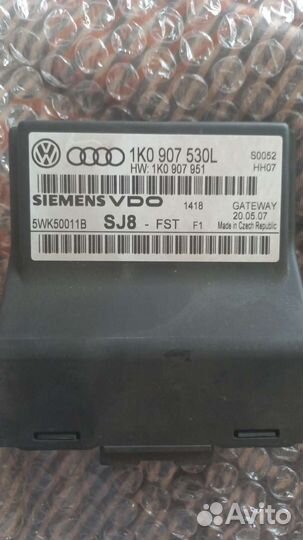 1K0 907 530L
S0052
HW: 1K0 907 951
HH07
SIEMENS VDO
1418
GATEWAY
20.05.07
5WK50011B
SJ8 - FST F1
Made in Czech Republic
Avito